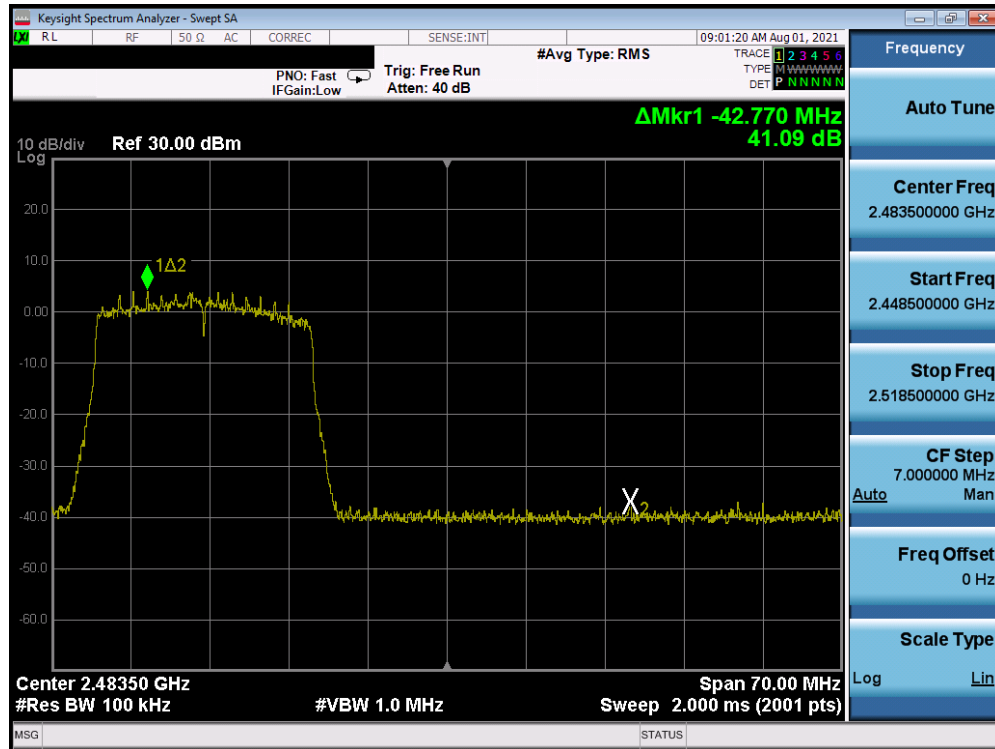 Keysight Spectrum Analyzer - Swept SA
LXI RL RF 50 Ω AC CORREC SENSE:INT 09:01:20 AM Aug 01, 2021
#Avg Type: RMS
TRACE 1 2 3 4 5 6
TYPE M WWWWW
DET P N N N N N
PNO: Fast
IFGain:Low
Trig: Free Run
Atten: 40 dB
ΔMkr1 -42.770 MHz
41.09 dB
10 dB/div Ref 30.00 dBm
Log
20.0
10.0
0.00
-10.0
-20.0
-30.0
-40.0
-50.0
-60.0
1Δ2
X2
Center 2.48350 GHz Span 70.00 MHz
#Res BW 100 kHz #VBW 1.0 MHz Sweep 2.000 ms (2001 pts)
MSG STATUS
Frequency
Auto Tune
Center Freq
2.483500000 GHz
Start Freq
2.448500000 GHz
Stop Freq
2.518500000 GHz
CF Step
7.000000 MHz
Auto Man
Freq Offset
0 Hz
Scale Type
Log Lin